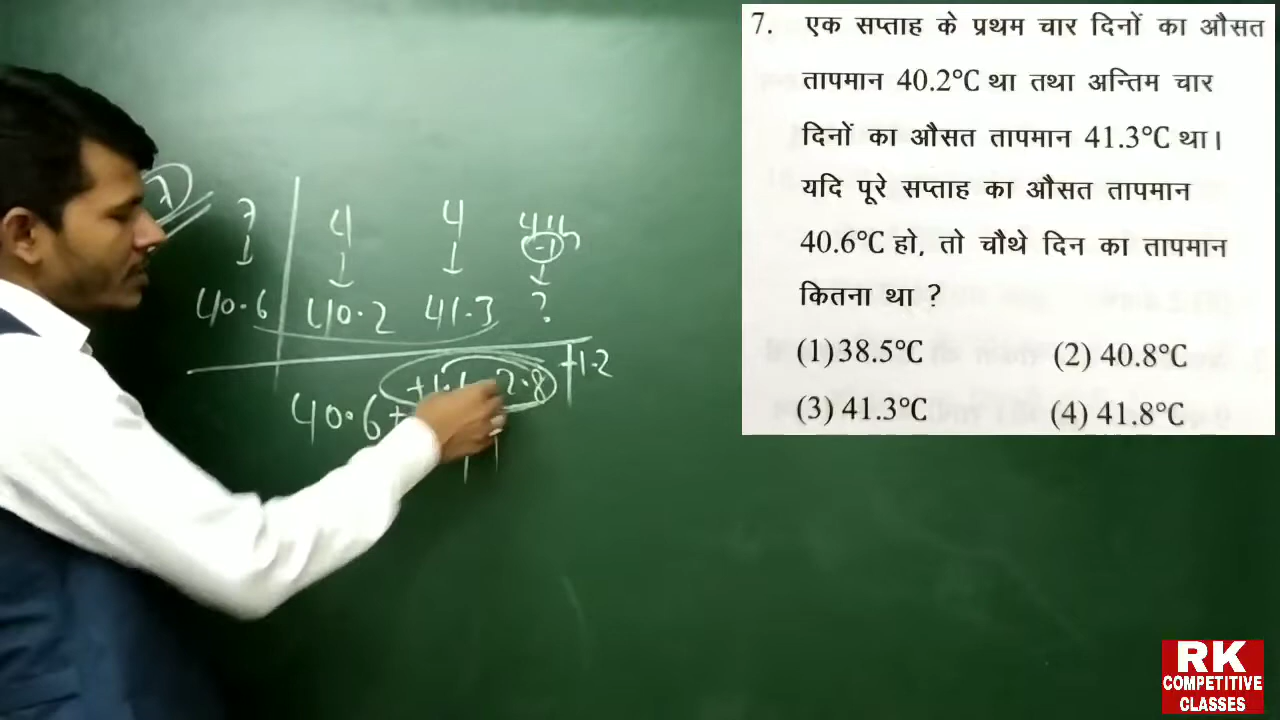 7. एक सप्ताह के प्रथम चार दिनों का औसत
तापमान 40.2°C था तथा अन्तिम चार
दिनों का औसत तापमान 41.3°C था।
यदि पूरे सप्ताह का औसत तापमान
40.6°C हो, तो चौथे दिन का तापमान
कितना था ?
(1) 38.5°C (2) 40.8°C
(3) 41.3°C (4) 41.8°C
7 4 4 4th
-1
40.6 40.2 41.3 ?
+1.2
2.8
40.6+
RK
COMPETITIVE
CLASSES